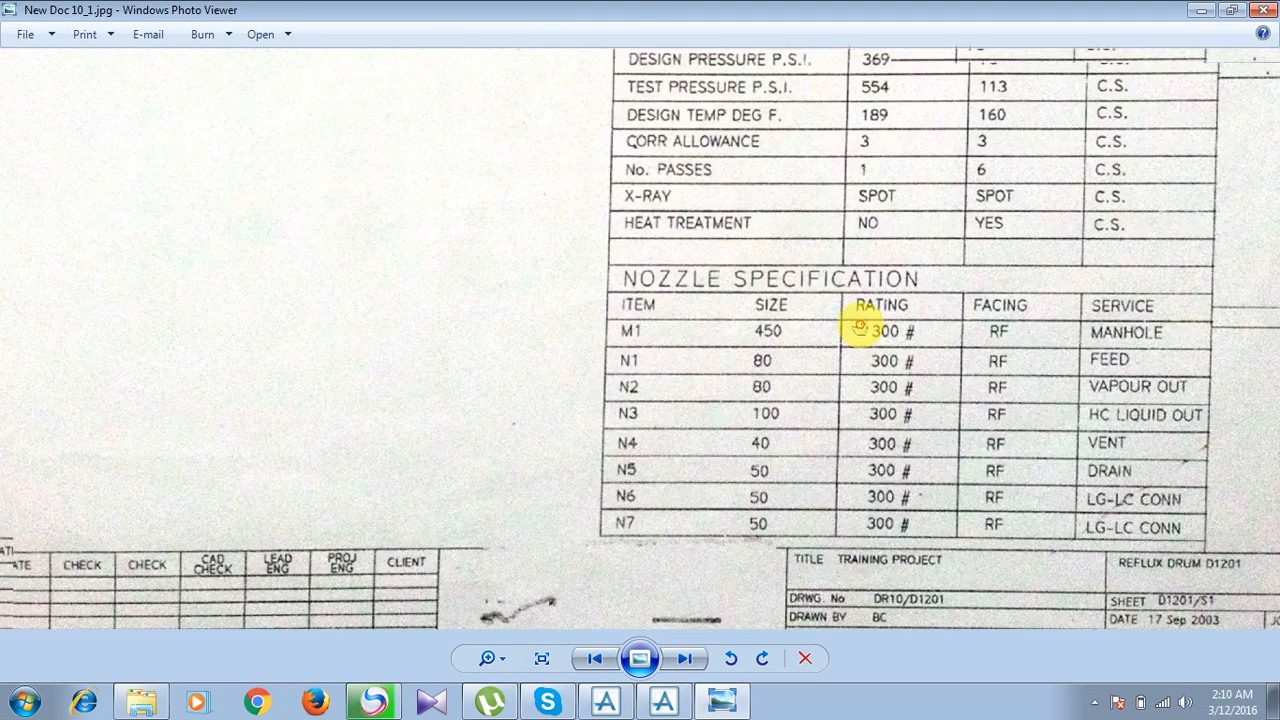 New Doc 10_1.jpg - Windows Photo Viewer
File Print E-mail Burn Open
DESIGN PRESSURE P.S.I. 369
TEST PRESSURE P.S.I. 554 113 C.S.
DESIGN TEMP DEG F. 189 160 C.S.
CORR ALLOWANCE 3 3 C.S.
No. PASSES 1 6 C.S.
X-RAY SPOT SPOT C.S.
HEAT TREATMENT NO YES C.S.
NOZZLE SPECIFICATION
ITEM SIZE RATING FACING SERVICE
M1 450 300 # RF MANHOLE
N1 80 300 # RF FEED
N2 80 300 # RF VAPOUR OUT
N3 100 300 # RF HC LIQUID OUT
N4 40 300 # RF VENT
N5 50 300 # RF DRAIN
N6 50 300 # RF LG-LC CONN
N7 50 300 # RF LG-LC CONN
CHECK CHECK CAD CHECK LEAD ENG PROJ ENG CLIENT
TITLE TRAINING PROJECT REFLUX DRUM D1201
DRWG. No DR10/D1201 SHEET D1201/S1
DRAWN BY BC DATE 17 Sep 2003
2:10 AM
3/12/2016